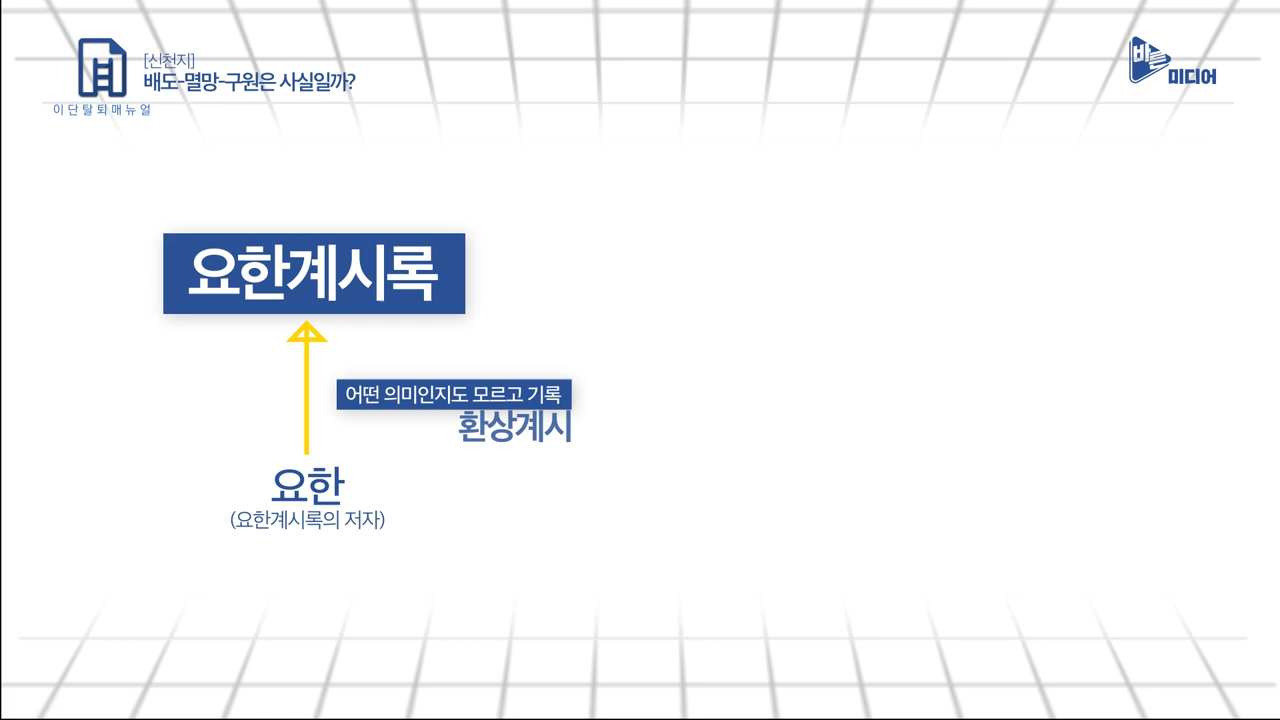 [신천지]
배도-멸망-구원은 사실일까?
이단탈퇴매뉴얼
바른
미디어
요한계시록
어떤 의미인지도 모르고 기록
환상계시
요한
(요한계시록의 저자)